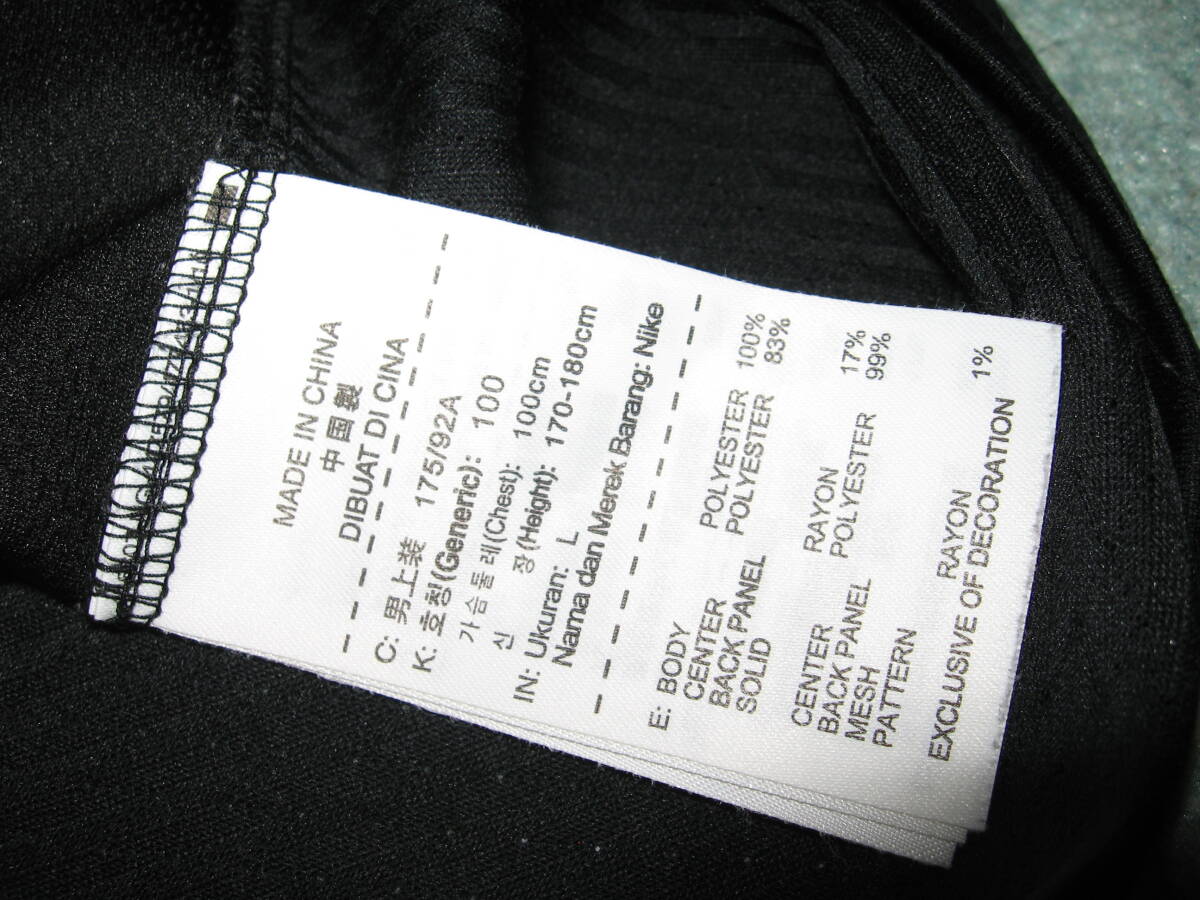 MADE IN CHINA
中国製
DIBUAT DI CINA
C: 男上装 175/92A
K: 호칭(Generic): 100
가슴둘레(Chest): 100cm
신 장(Height): 170-180cm
IN: Ukuran: L
Nama dan Merek Barang: Nike
E: BODY POLYESTER 100%
CENTER POLYESTER 83%
BACK PANEL
SOLID
RAYON 17%
CENTER POLYESTER 99%
BACK PANEL
MESH
PATTERN
RAYON 1%
EXCLUSIVE OF DECORATION